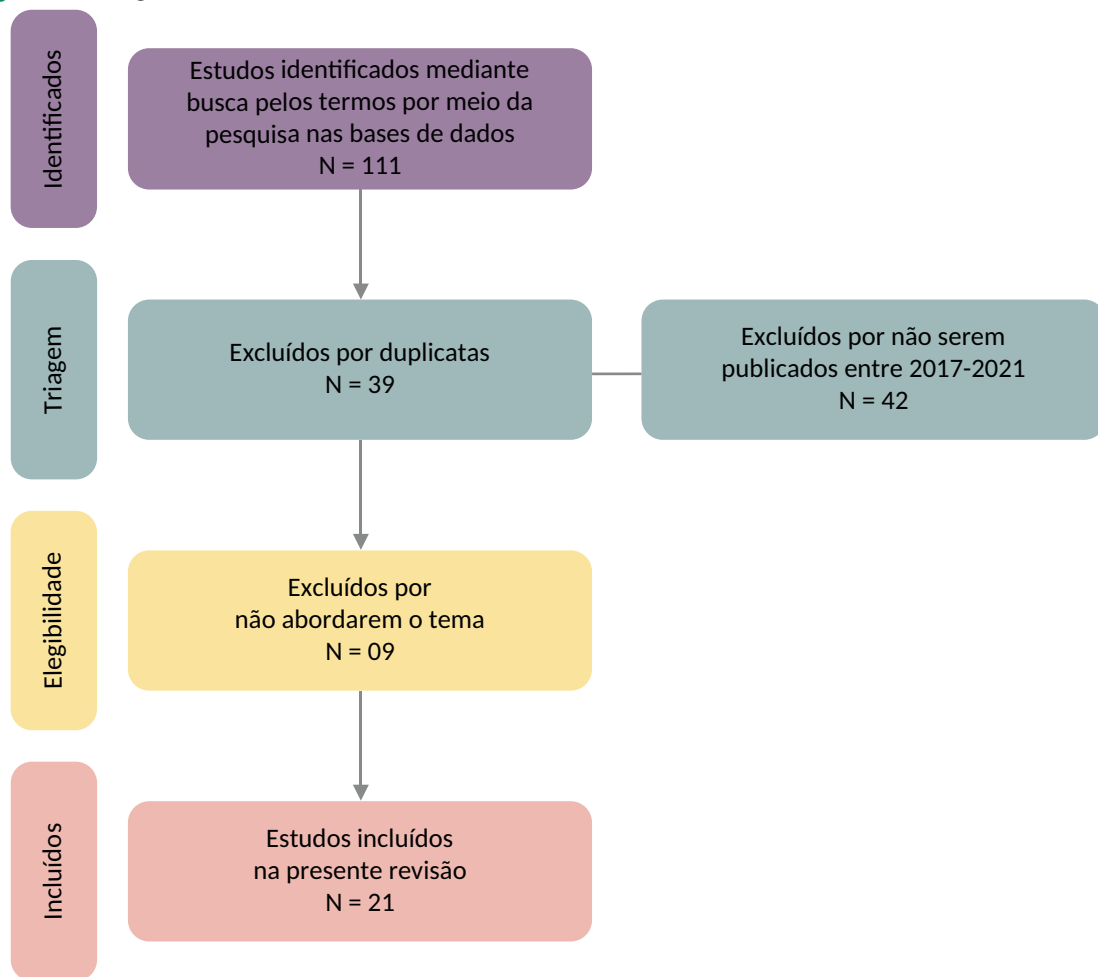 Identificados
Estudos identificados mediante
busca pelos termos por meio da
pesquisa nas bases de dados
N = 111
Triagem
Excluídos por duplicatas
N = 39
Excluídos por não serem
publicados entre 2017-2021
N = 42
Elegibilidade
Excluídos por
não abordarem o tema
N = 09
Incluídos
Estudos incluídos
na presente revisão
N = 21